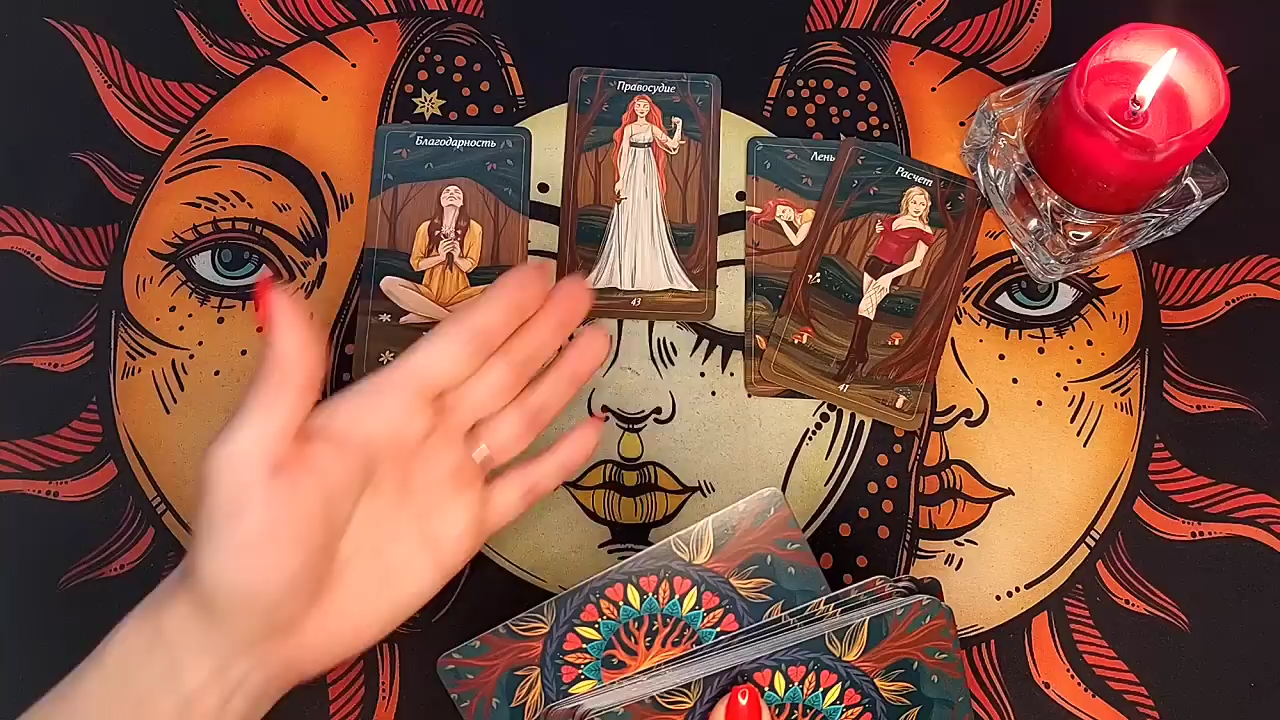 Благодарность
Правосудие
43
Лень
Расчет
41